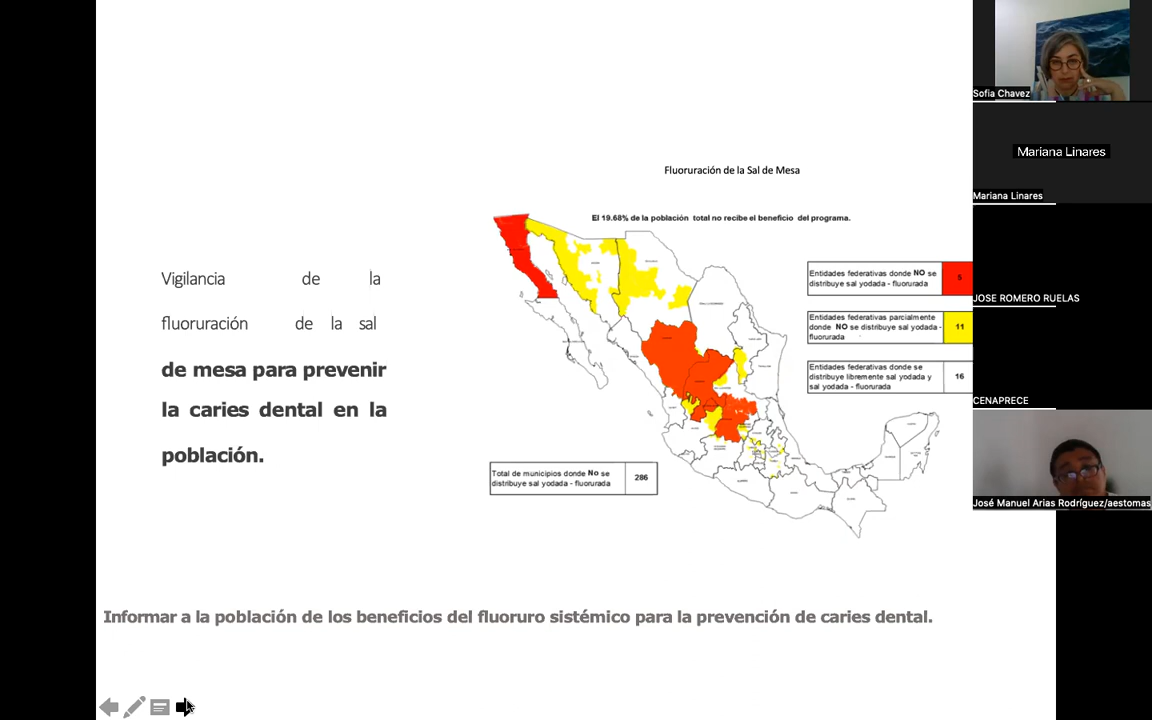 Fluoruración de la Sal de Mesa
El 19.68% de la población total no recibe el beneficio del programa.
Vigilancia de la
fluoruración de la sal
de mesa para prevenir
la caries dental en la
población.
Entidades federativas donde NO se
distribuye sal yodada - fluorurada
5
Entidades federativas parcialmente
donde NO se distribuye sal yodada -
fluorurada
11
Entidades federativas donde se
distribuye libremente sal yodada y
sal yodada - fluorurada
16
Total de municipios donde No se
distribuye sal yodada - fluorurada
286
Informar a la población de los beneficios del fluoruro sistémico para la prevención de caries dental.
Sofia Chavez
Mariana Linares
Mariana Linares
JOSE ROMERO RUELAS
CENAPRECE
José Manuel Arias Rodríguez/aestomas